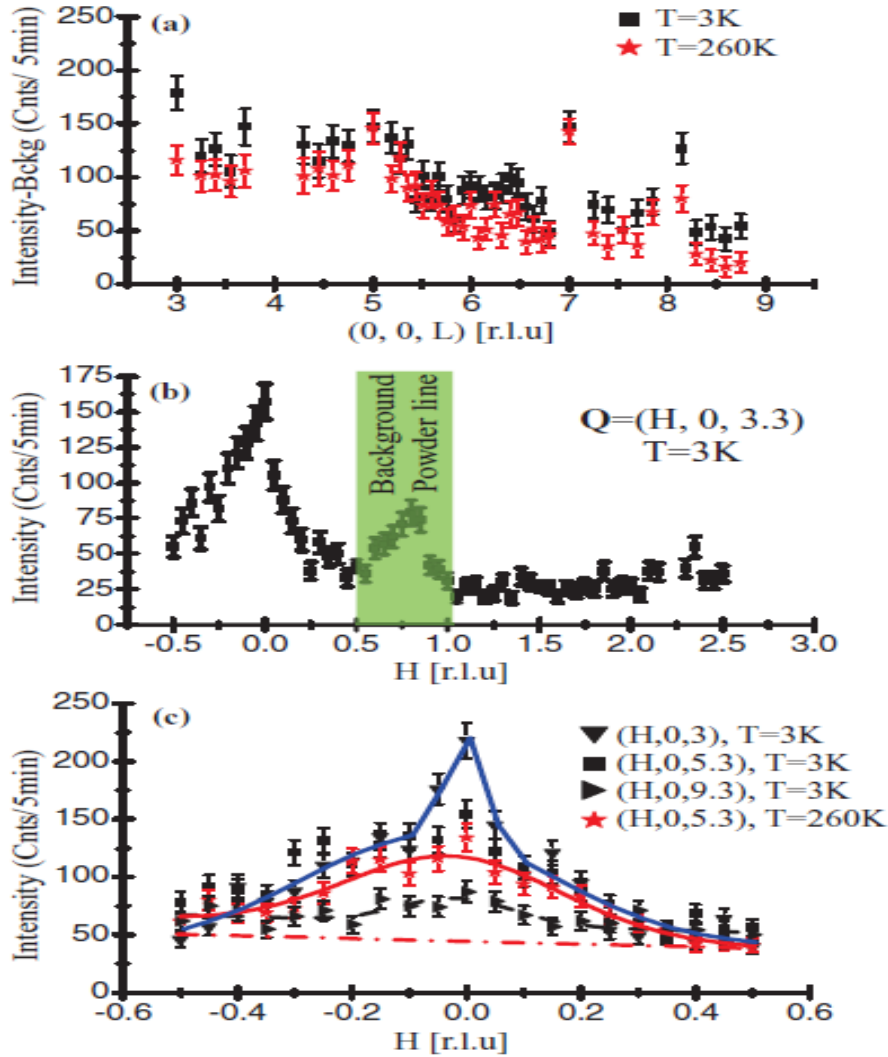 (a)
T=3K
T=260K
Intensity-Bckg (Cnts/ 5min)
250
200
150
100
50
0
3 4 5 6 7 8 9
(0, 0, L) [r.l.u]
(b)
Background
Powder line
Q=(H, 0, 3.3)
T=3K
Intensity (Cnts/5min)
175
150
125
100
75
50
25
0
-0.5 0.0 0.5 1.0 1.5 2.0 2.5 3.0
H [r.l.u]
(c)
(H,0,3), T=3K
(H,0,5.3), T=3K
(H,0,9.3), T=3K
(H,0,5.3), T=260K
Intensity (Cnts/5min)
250
200
150
100
50
0
-0.6 -0.4 -0.2 0.0 0.2 0.4 0.6
H [r.l.u]